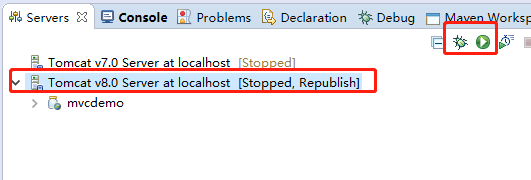 Servers Console Problems Declaration Debug Maven Worksp
Tomcat v7.0 Server at localhost [Stopped]
Tomcat v8.0 Server at localhost [Stopped, Republish]
mvcdemo